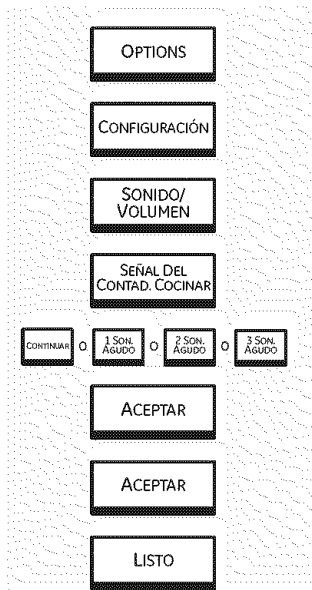 OPTIONS
CONFIGURACIÓN
SONIDO/
VOLUMEN
SEÑAL DEL
CONTAD. COCINAR
CONTINUAR O 1 SON. AGUDO O 2 SON. AGUDO O 3 SON. AGUDO
ACEPTAR
ACEPTAR
LISTO